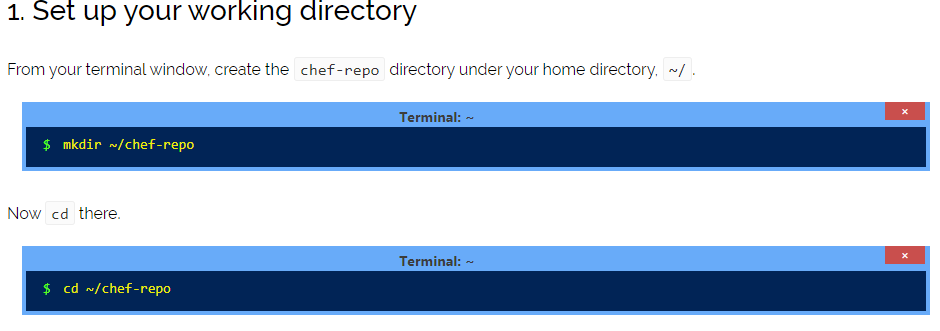 1. Set up your working directory
From your terminal window, create the chef-repo directory under your home directory, ~/ .
Terminal: ~
×
$ mkdir ~/chef-repo
Now cd there.
Terminal: ~
×
$ cd ~/chef-repo